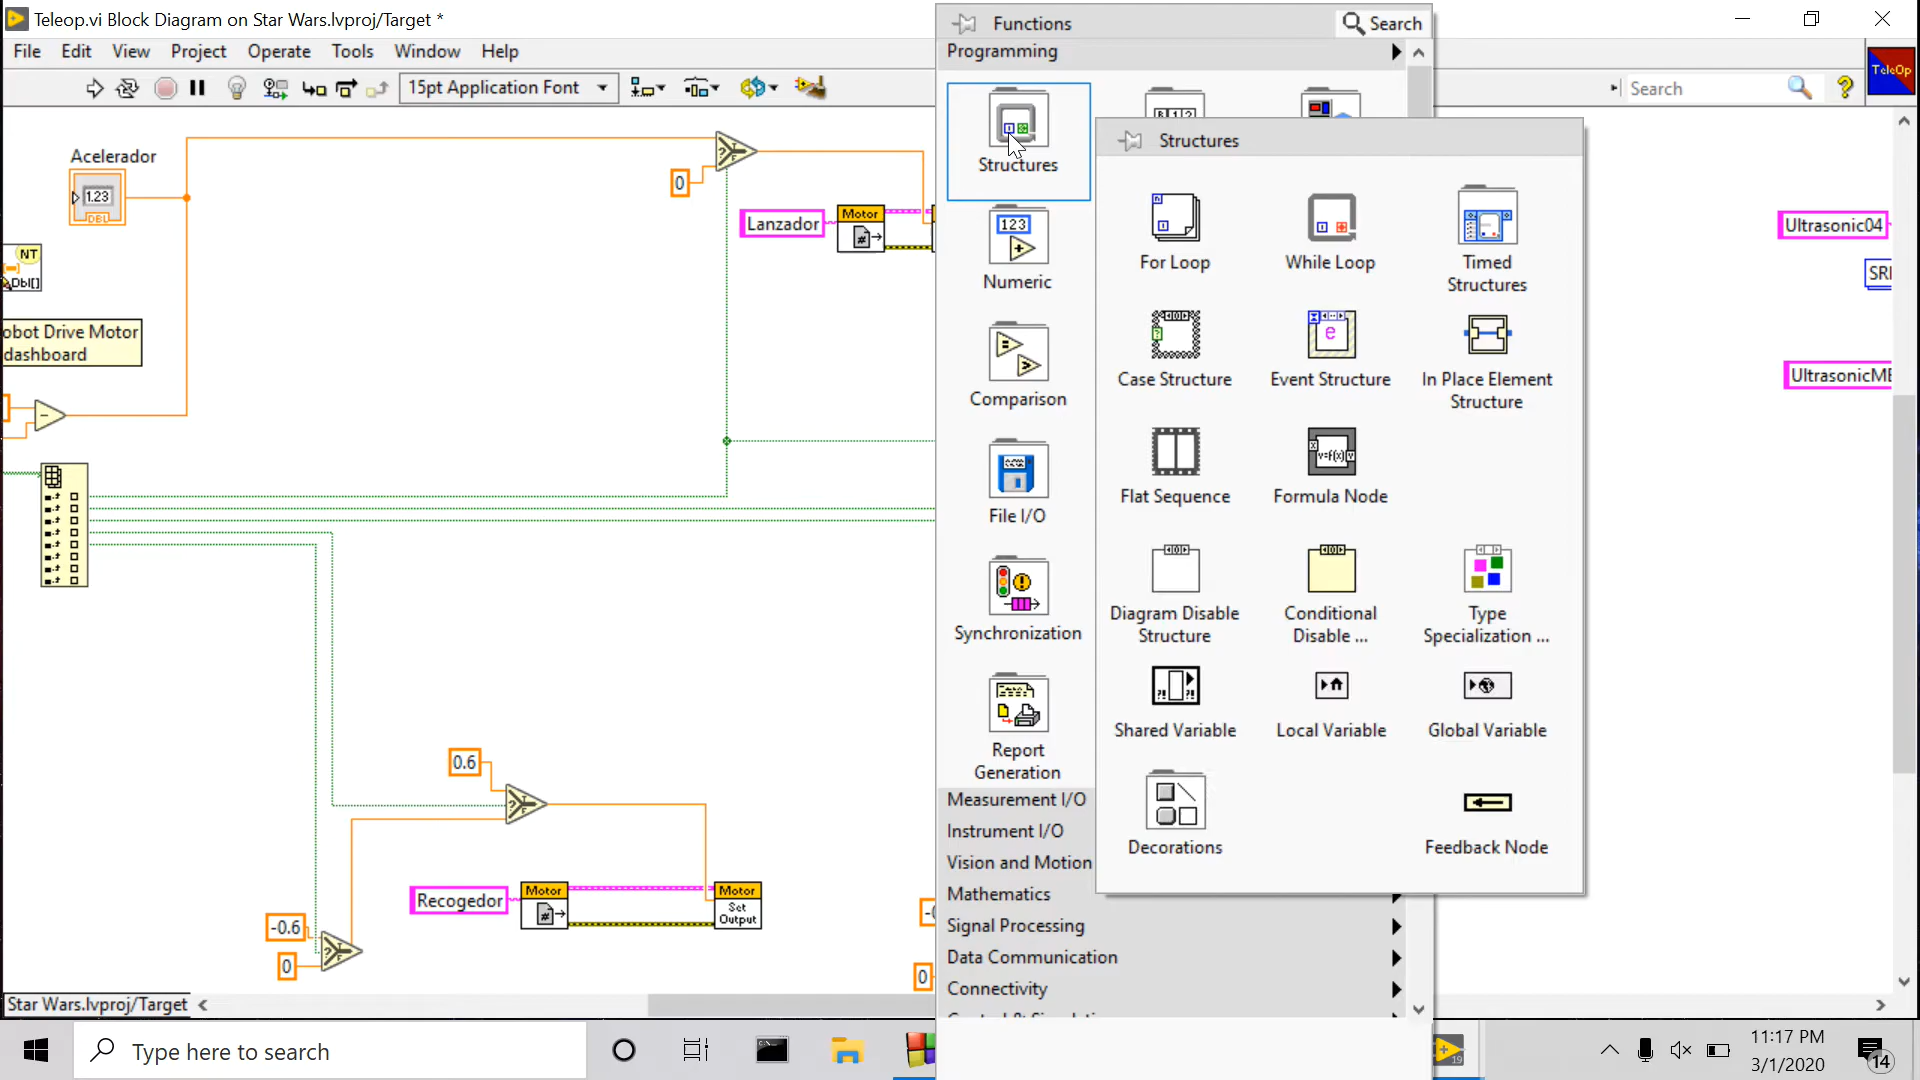 Teleop.vi Block Diagram on Star Wars.lvproj/Target *
File Edit View Project Operate Tools Window Help
15pt Application Font
Search
TeleOp
Functions
Search
Programming
Structures
Numeric
123
Comparison
File I/O
Synchronization
Report
Generation
Measurement I/O
Instrument I/O
Vision and Motion
Mathematics
Signal Processing
Data Communication
Connectivity
Structures
For Loop
While Loop
Timed
Structures
Case Structure
Event Structure
In Place Element
Structure
Flat Sequence
Formula Node
Diagram Disable
Structure
Conditional
Disable ...
Type
Specialization ...
Shared Variable
Local Variable
Global Variable
Decorations
Feedback Node
Acelerador
1.23
DBL
NT
Dbl[]
obot Drive Motor
dashboard
0
Lanzador
Motor
0.6
Recogedor
Motor
Motor
Set
Output
-0.6
0
0
Ultrasonic04
UltrasonicM
Star Wars.lvproj/Target
Type here to search
19
11:17 PM
3/1/2020
14